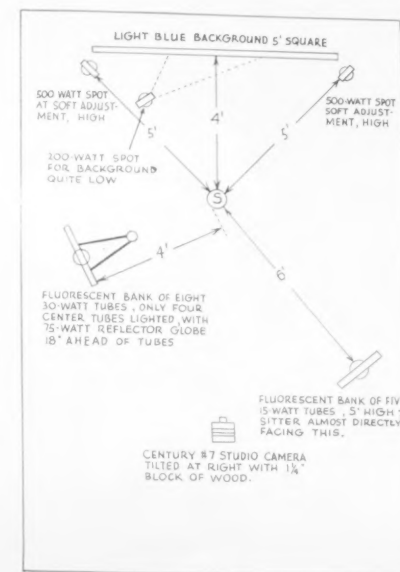 LIGHT BLUE BACKGROUND 5' SQUARE
500 WATT SPOT
AT SOFT ADJUST-
MENT, HIGH
500-WATT SPOT
SOFT ADJUST-
MENT, HIGH
5'
4'
5'
200-WATT SPOT
FOR BACKGROUND
QUITE LOW
S
4'
6'
FLUORESCENT BANK OF EIGHT
30-WATT TUBES, ONLY FOUR
CENTER TUBES LIGHTED, WITH
75-WATT REFLECTOR GLOBE
18" AHEAD OF TUBES
FLUORESCENT BANK OF FIV
15-WATT TUBES, 5' HIGH
SITTER ALMOST DIRECTLY
FACING THIS.
CENTURY #7 STUDIO CAMERA
TILTED AT RIGHT WITH 1¼"
BLOCK OF WOOD.